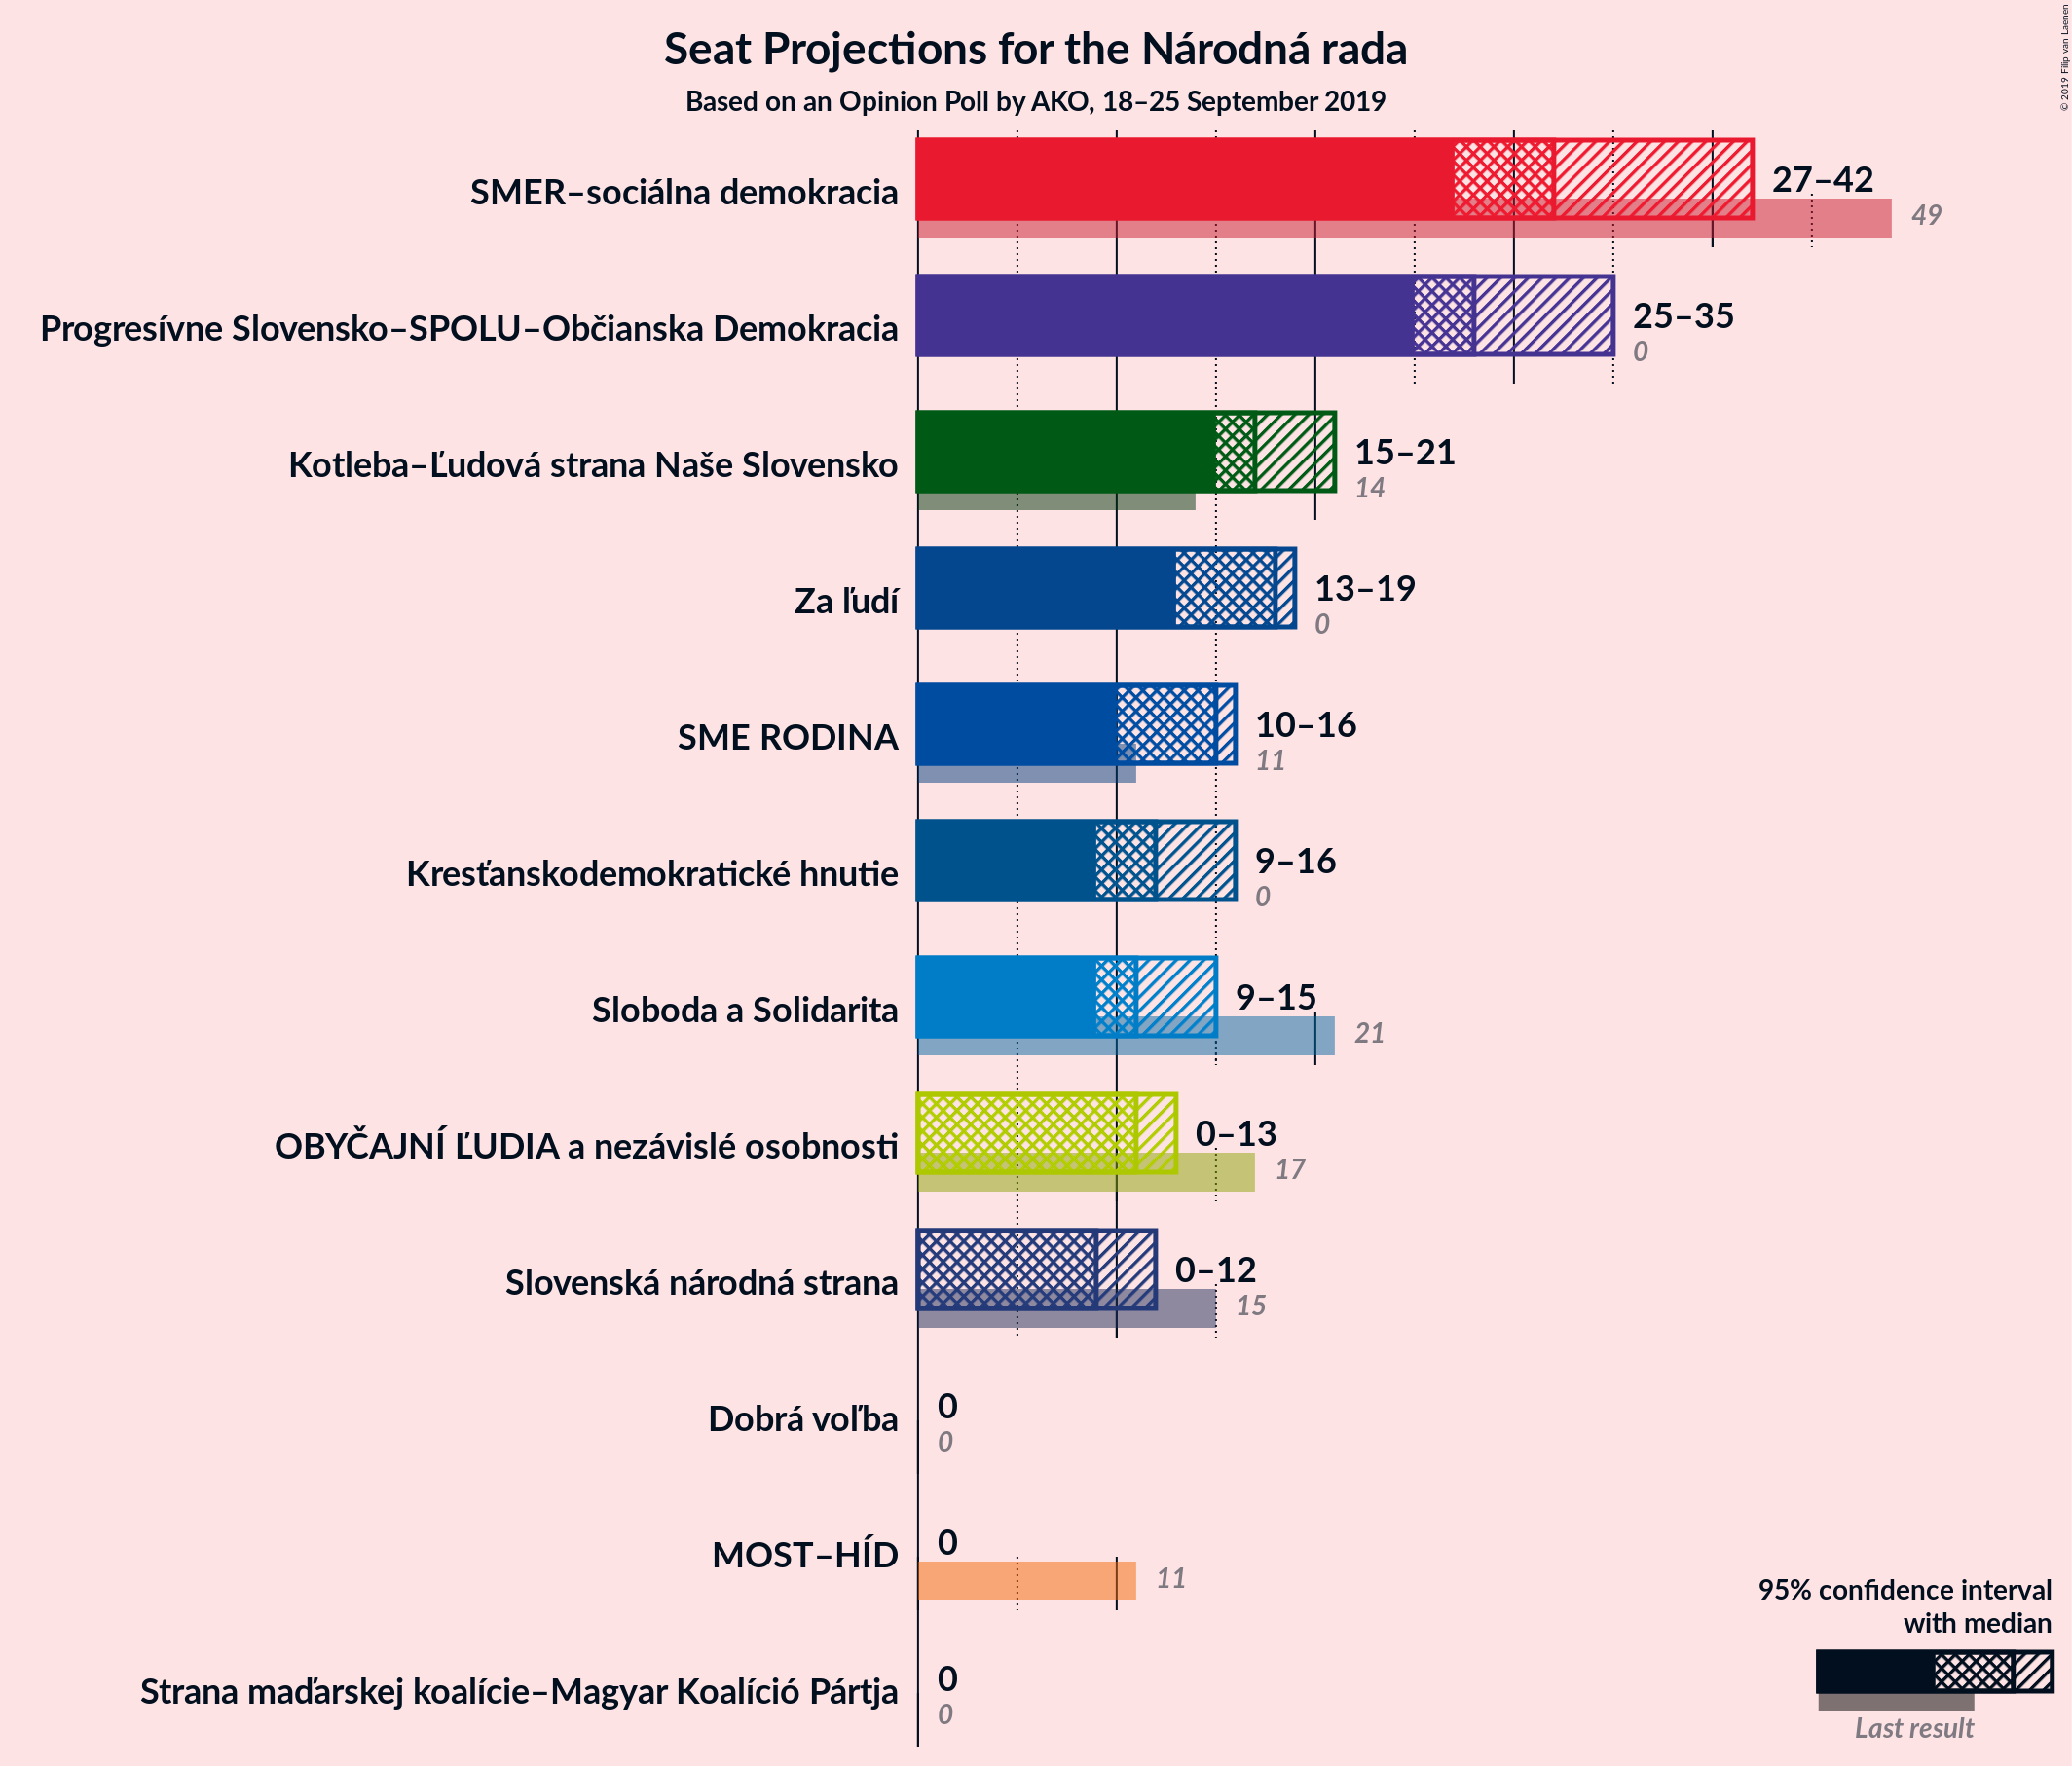 Seat Projections for the Národná rada
Based on an Opinion Poll by AKO, 18–25 September 2019
© 2019 Filip van Laenen
SMER–sociálna demokracia
27–42
49
Progresívne Slovensko–SPOLU–Občianska Demokracia
25–35
0
Kotleba–Ľudová strana Naše Slovensko
15–21
14
Za ľudí
13–19
0
SME RODINA
10–16
11
Kresťanskodemokratické hnutie
9–16
0
Sloboda a Solidarita
9–15
21
OBYČAJNÍ ĽUDIA a nezávislé osobnosti
0–13
17
Slovenská národná strana
0–12
15
Dobrá voľba
0
0
MOST–HÍD
0
11
Strana maďarskej koalície–Magyar Koalíció Pártja
0
0
95% confidence interval
with median
Last result